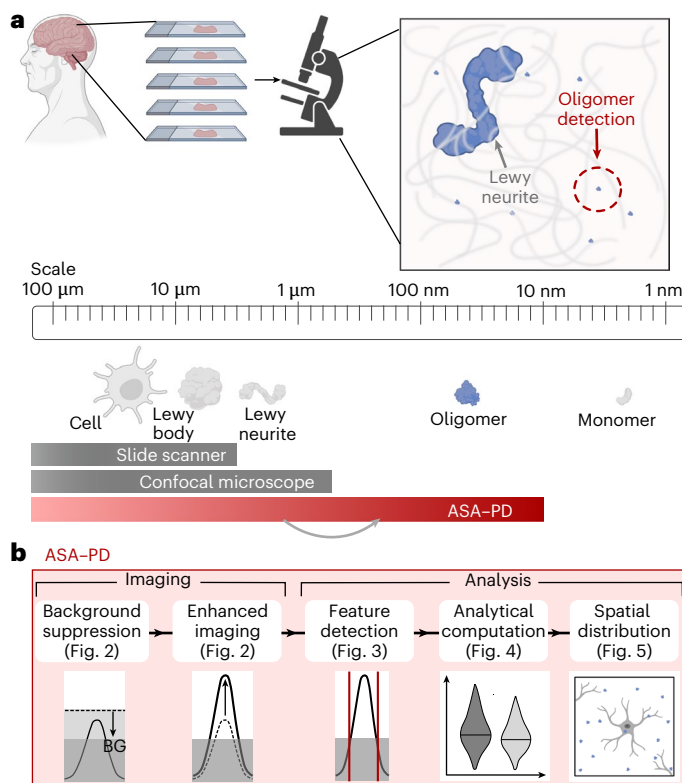 a
Oligomer
detection
Lewy
neurite
Scale
100 µm
10 µm
1 µm
100 nm
10 nm
1 nm
Cell
Lewy
body
Lewy
neurite
Oligomer
Monomer
Slide scanner
Confocal microscope
ASA–PD
b
ASA–PD
Imaging
Analysis
Background
suppression
(Fig. 2)
Enhanced
imaging
(Fig. 2)
Feature
detection
(Fig. 3)
Analytical
computation
(Fig. 4)
Spatial
distribution
(Fig. 5)
BG